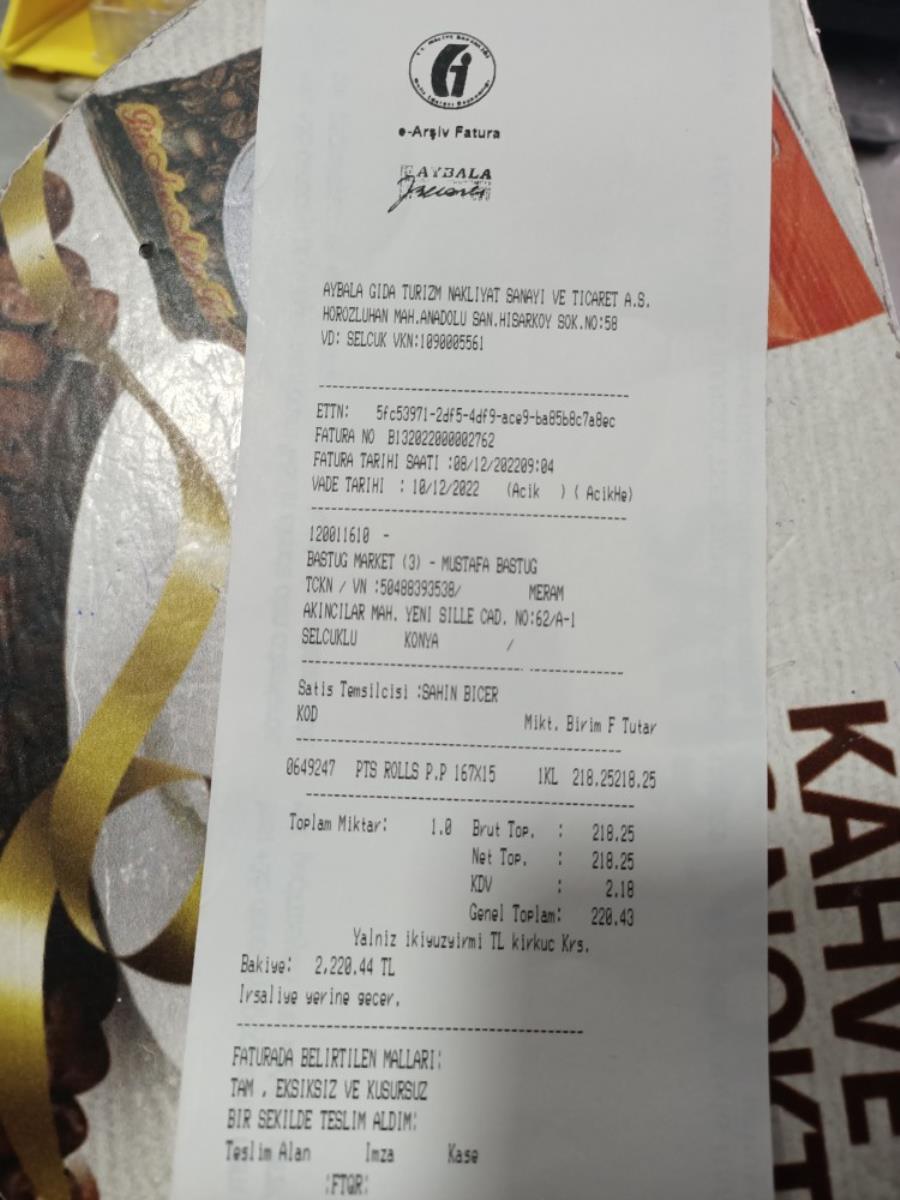 e-Arşiv Fatura
AYBALA
AYBALA GIDA TURIZM NAKLIYAT SANAYI VE TICARET A.S.
HOROZLUHAN MAH.ANADOLU SAN.HISARKOY SOK.NO:58
VD: SELCUK VKN:1090005561
ETTN: 5fc53971-2df5-4df9-ace9-ba85b8c7a8ec
FATURA NO B132022000002762
FATURA TARIHI SAATI :08/12/202209:04
VADE TARIHI : 10/12/2022 (Acik ) ( AcikHe)
120011610 -
BASTUG MARKET (3) - MUSTAFA BASTUG
TCKN / VN :50488393538/ MERAM
AKINCILAR MAH. YENI SILLE CAD. NO:62/A-1
SELCUKLU KONYA /
Satis Temsilcisi :SAHIN BICER
KOD Mikt. Birim F Tutar
0649247 PTS ROLLS P.P 167X15 1KL 218.25218.25
Toplam Miktar: 1.0 Brut Top. : 218.25
Net Top. : 218.25
KDV : 2.18
Genel Toplam: 220.43
Yalniz ikiyuzyirmi TL kirkuc Krs.
Bakiye: 2,220.44 TL
Irsaliye yerine gecer.
FATURADA BELIRTILEN MALLARI:
TAM , EKSIKSIZ VE KUSURSUZ
BIR SEKILDE TESLIM ALDIM:
Teslim Alan Imza Kase
:FTQR:
KAHVE